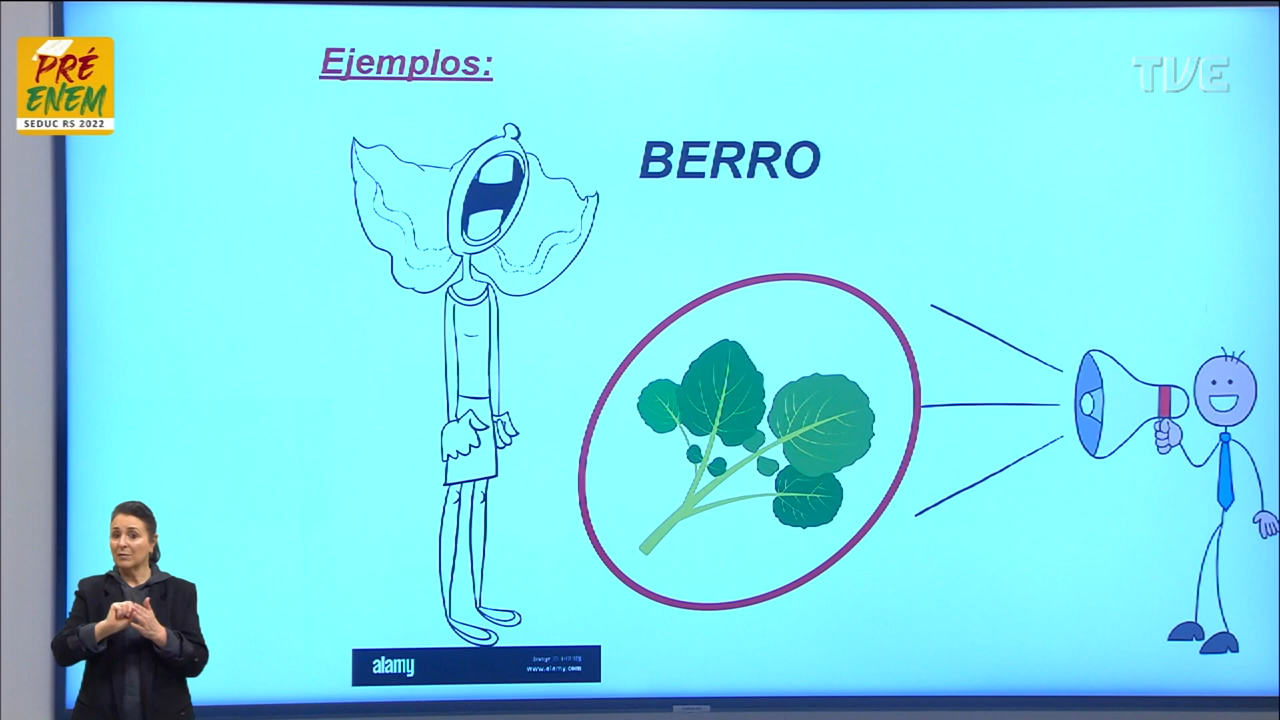 PRÉ
ENEM
SEDUC RS 2022
Ejemplos:
TVE
BERRO
alamy
www.alamy.com